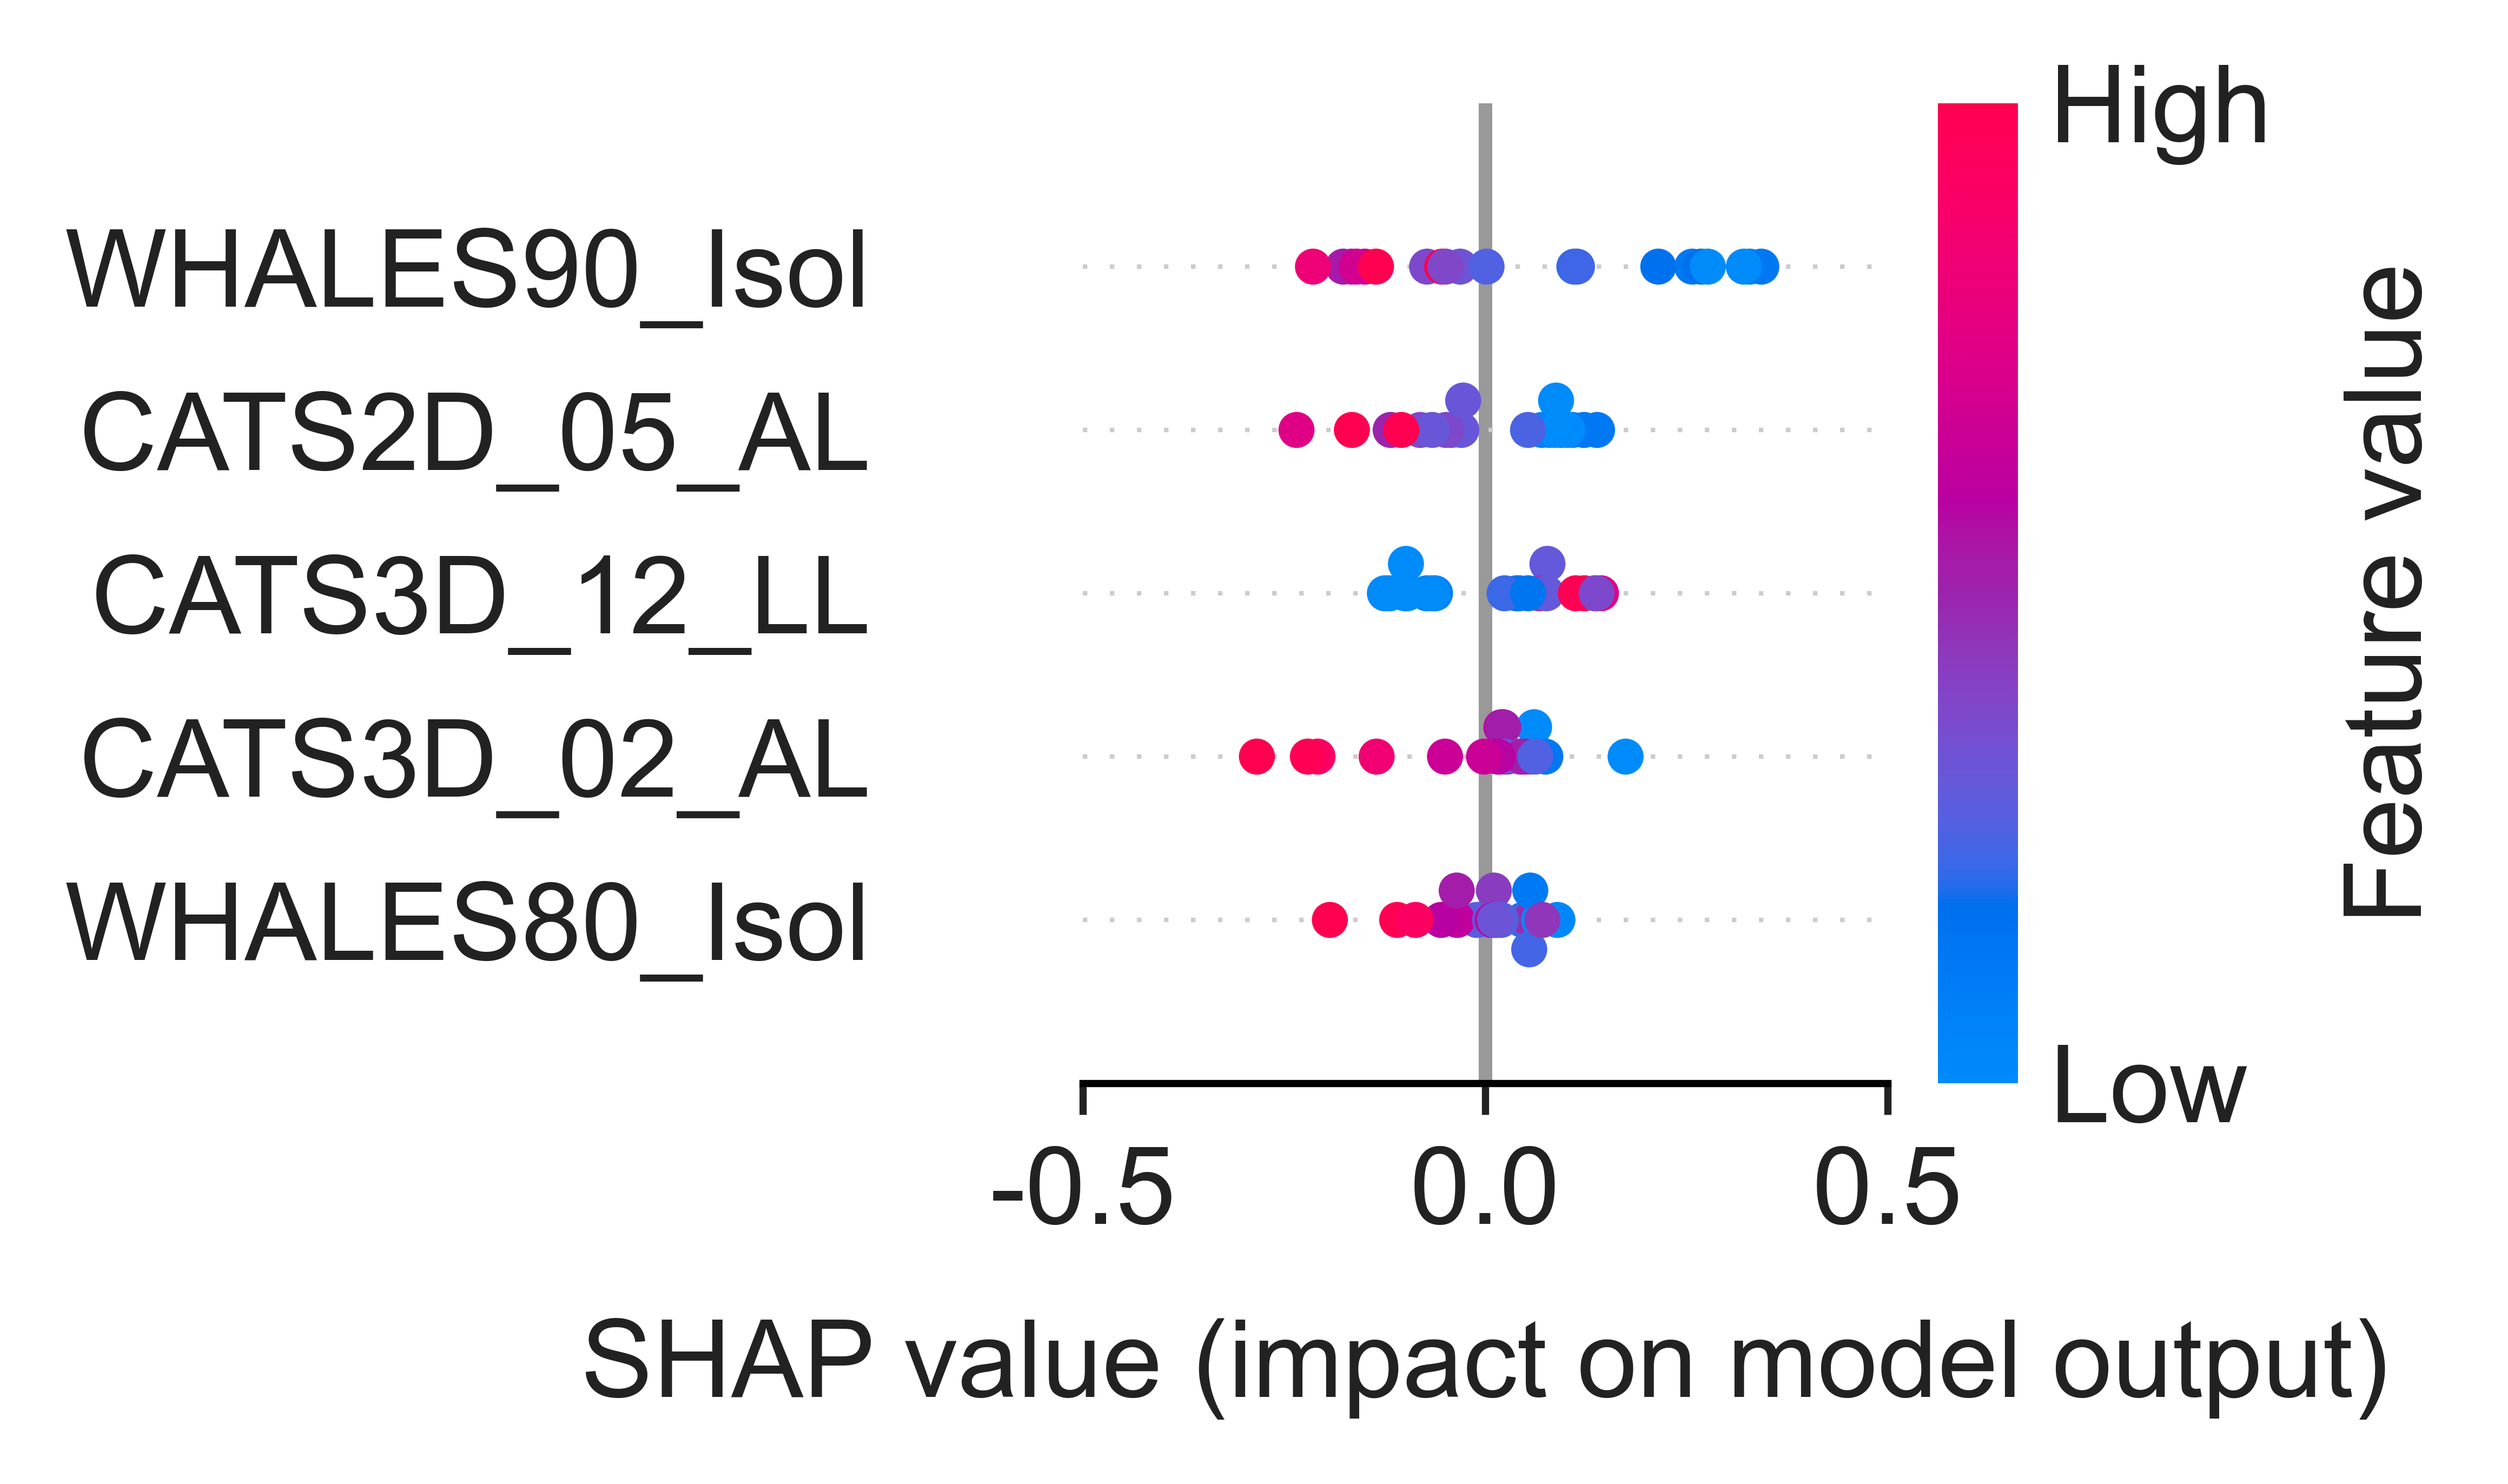 High
WHALES90_Isol
CATS2D_05_AL
CATS3D_12_LL
CATS3D_02_AL
WHALES80_Isol
Low
Feature value
-0.5
0.0
0.5
SHAP value (impact on model output)